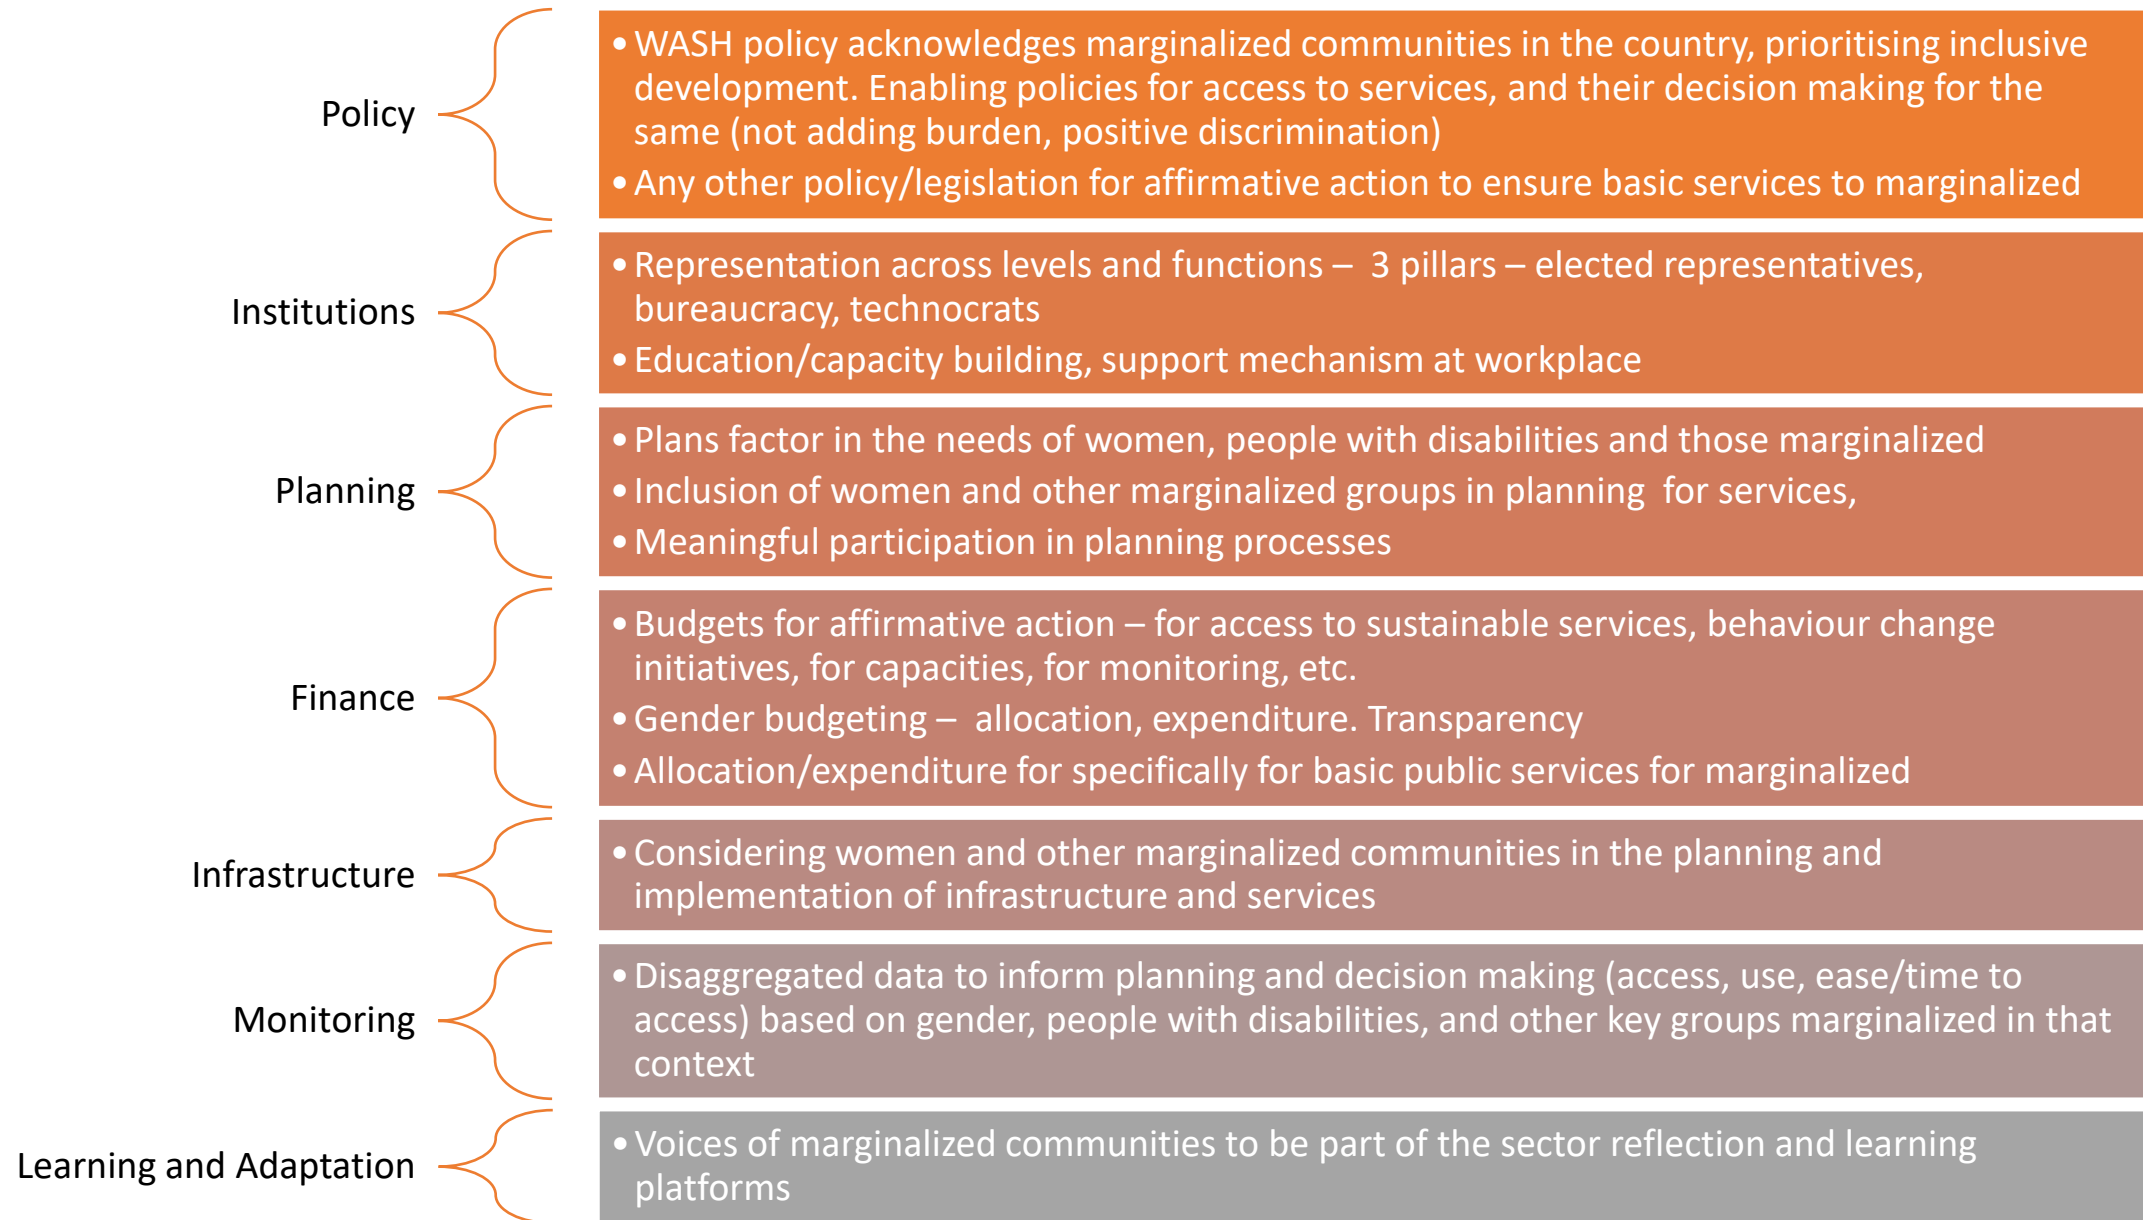 Policy
• WASH policy acknowledges marginalized communities in the country, prioritising inclusive
development. Enabling policies for access to services, and their decision making for the
same (not adding burden, positive discrimination)
• Any other policy/legislation for affirmative action to ensure basic services to marginalized
Institutions
• Representation across levels and functions – 3 pillars – elected representatives,
bureaucracy, technocrats
• Education/capacity building, support mechanism at workplace
Planning
• Plans factor in the needs of women, people with disabilities and those marginalized
• Inclusion of women and other marginalized groups in planning for services,
• Meaningful participation in planning processes
Finance
• Budgets for affirmative action – for access to sustainable services, behaviour change
initiatives, for capacities, for monitoring, etc.
• Gender budgeting – allocation, expenditure. Transparency
• Allocation/expenditure for specifically for basic public services for marginalized
Infrastructure
• Considering women and other marginalized communities in the planning and
implementation of infrastructure and services
Monitoring
• Disaggregated data to inform planning and decision making (access, use, ease/time to
access) based on gender, people with disabilities, and other key groups marginalized in that
context
Learning and Adaptation
• Voices of marginalized communities to be part of the sector reflection and learning
platforms